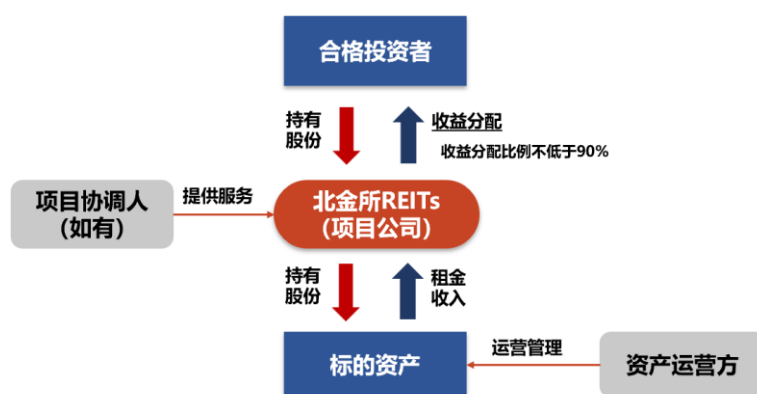 合格投资者
持有
股份
收益分配
收益分配比例不低于90%
项目协调人
(如有)
提供服务
北金所REITs
(项目公司)
持有
股份
租金
收入
标的资产
运营管理
资产运营方